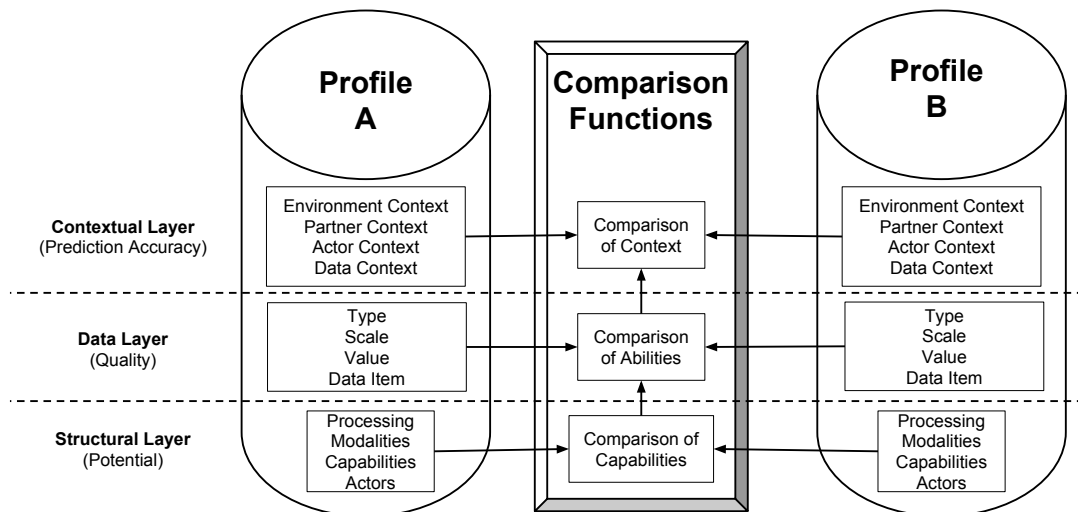 Profile
A
Comparison
Functions
Profile
B
Contextual Layer
(Prediction Accuracy)
Environment Context
Partner Context
Actor Context
Data Context
Comparison
of Context
Environment Context
Partner Context
Actor Context
Data Context
Data Layer
(Quality)
Type
Scale
Value
Data Item
Comparison
of Abilities
Type
Scale
Value
Data Item
Structural Layer
(Potential)
Processing
Modalities
Capabilities
Actors
Comparison of
Capabilities
Processing
Modalities
Capabilities
Actors